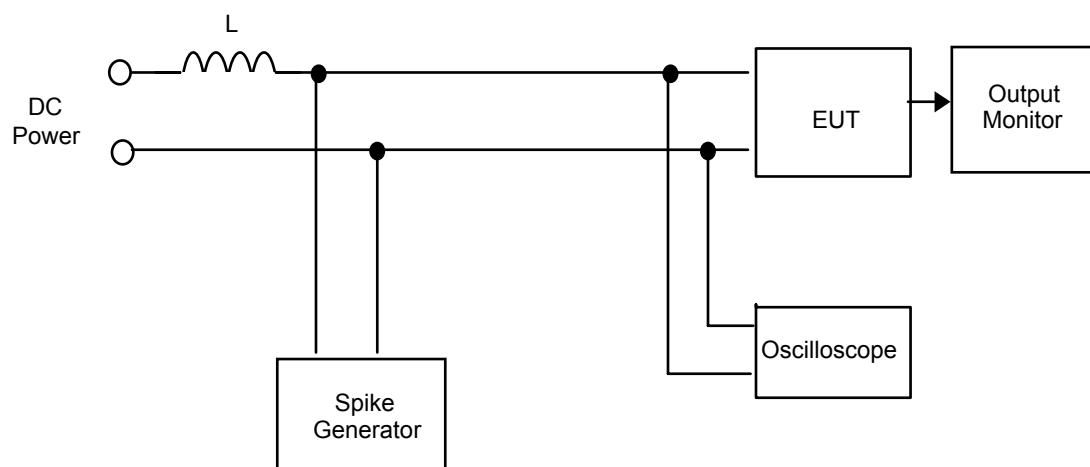 L
DC
Power
EUT
Output
Monitor
Oscilloscope
Spike
Generator